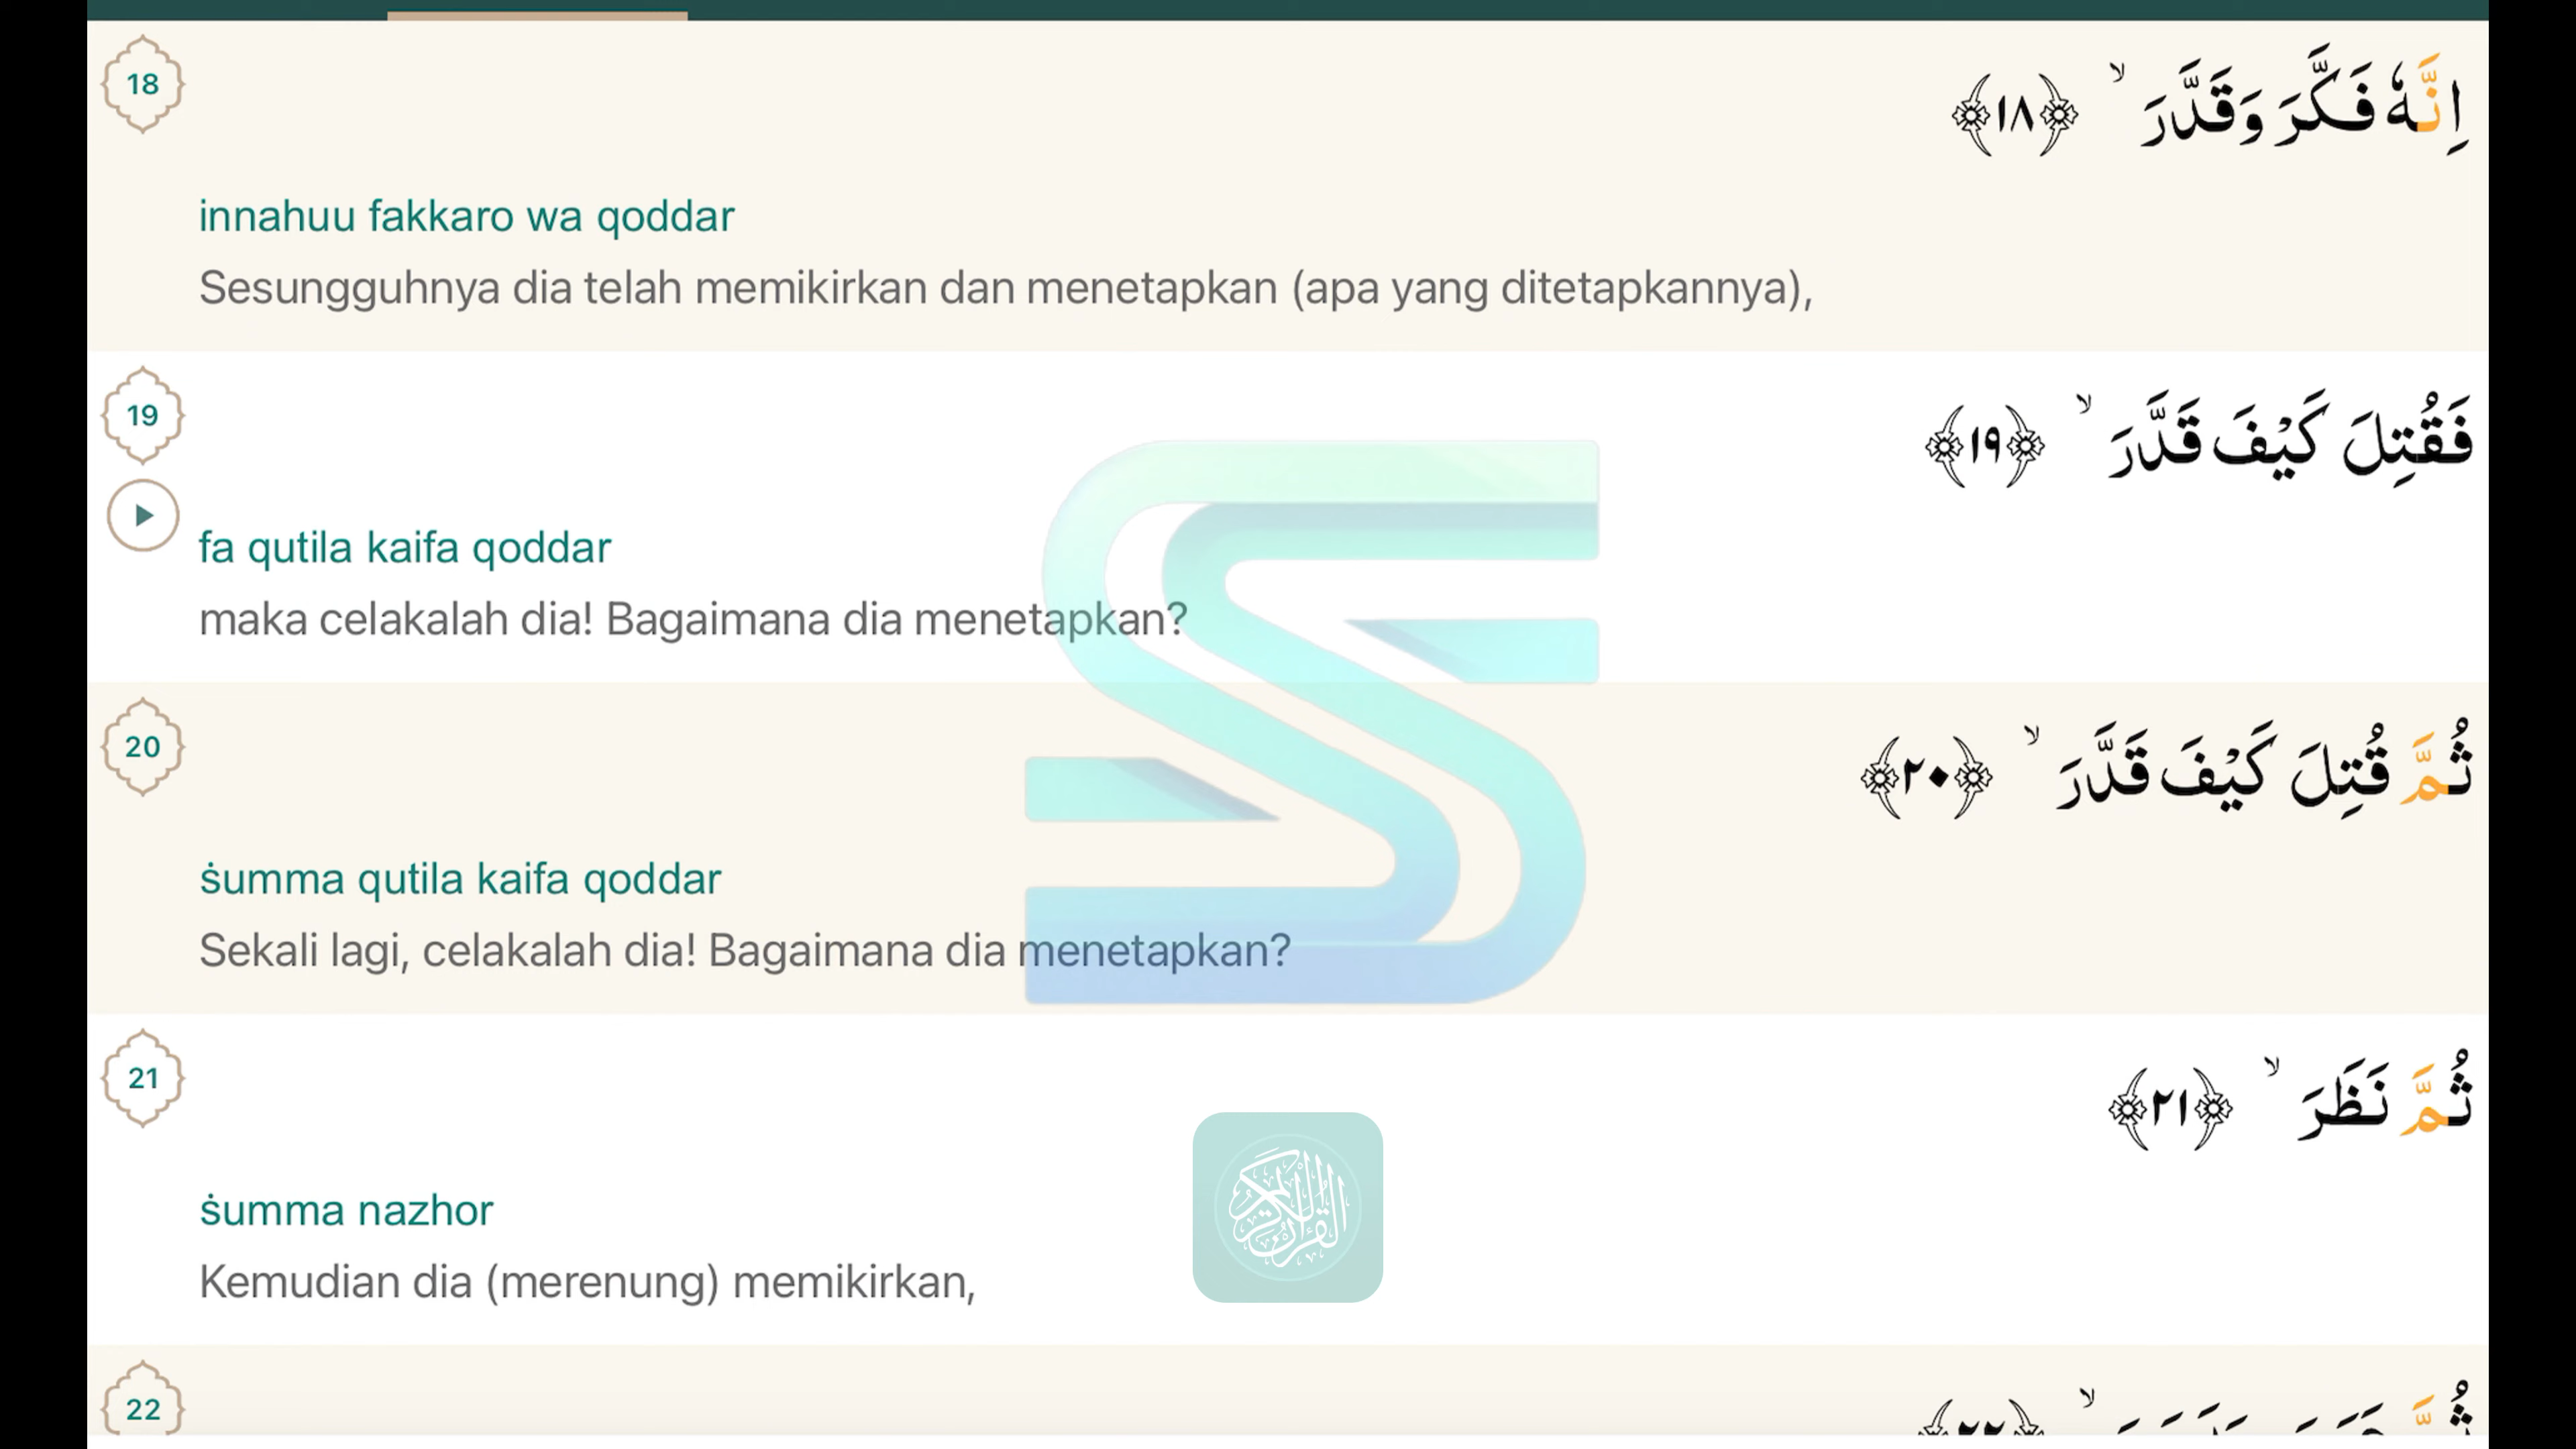 18
اِنَّهٗ فَكَّرَ وَقَدَّرَ ۙ ﴿١٨﴾
innahuu fakkaro wa qoddar
Sesungguhnya dia telah memikirkan dan menetapkan (apa yang ditetapkannya),
19
فَقُتِلَ كَيْفَ قَدَّرَ ۙ ﴿١٩﴾
fa qutila kaifa qoddar
maka celakalah dia! Bagaimana dia menetapkan?
20
ثُمَّ قُتِلَ كَيْفَ قَدَّرَ ۙ ﴿٢٠﴾
ṡumma qutila kaifa qoddar
Sekali lagi, celakalah dia! Bagaimana dia menetapkan?
21
ثُمَّ نَظَرَ ۙ ﴿٢١﴾
ṡumma nazhor
Kemudian dia (merenung) memikirkan,
القرآن الكريم
22